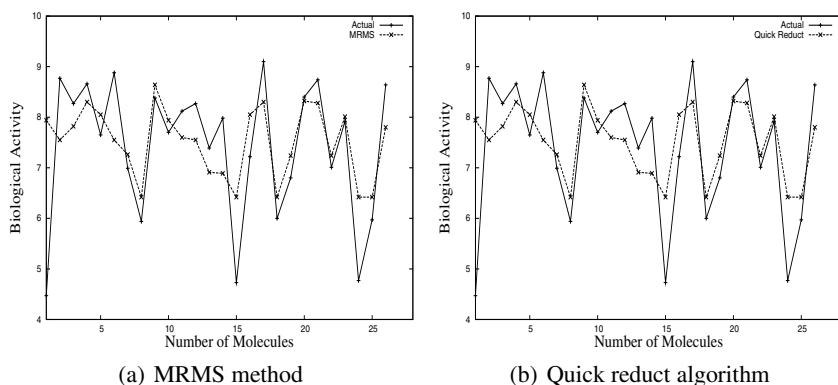 Actual
MRMS
10
9
8
7
6
5
4
Biological Activity
5
10
15
20
25
Number of Molecules
(a) MRMS method
Actual
Quick Reduct
10
9
8
7
6
5
4
Biological Activity
5
10
15
20
25
Number of Molecules
(b) Quick reduct algorithm